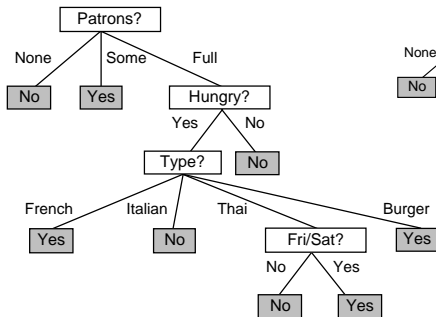 Patrons?
None Some Full
None
No Yes Hungry?
No
Yes No
Type? No
French Italian Thai Burger
Yes No Fri/Sat? Yes
No Yes
No Yes